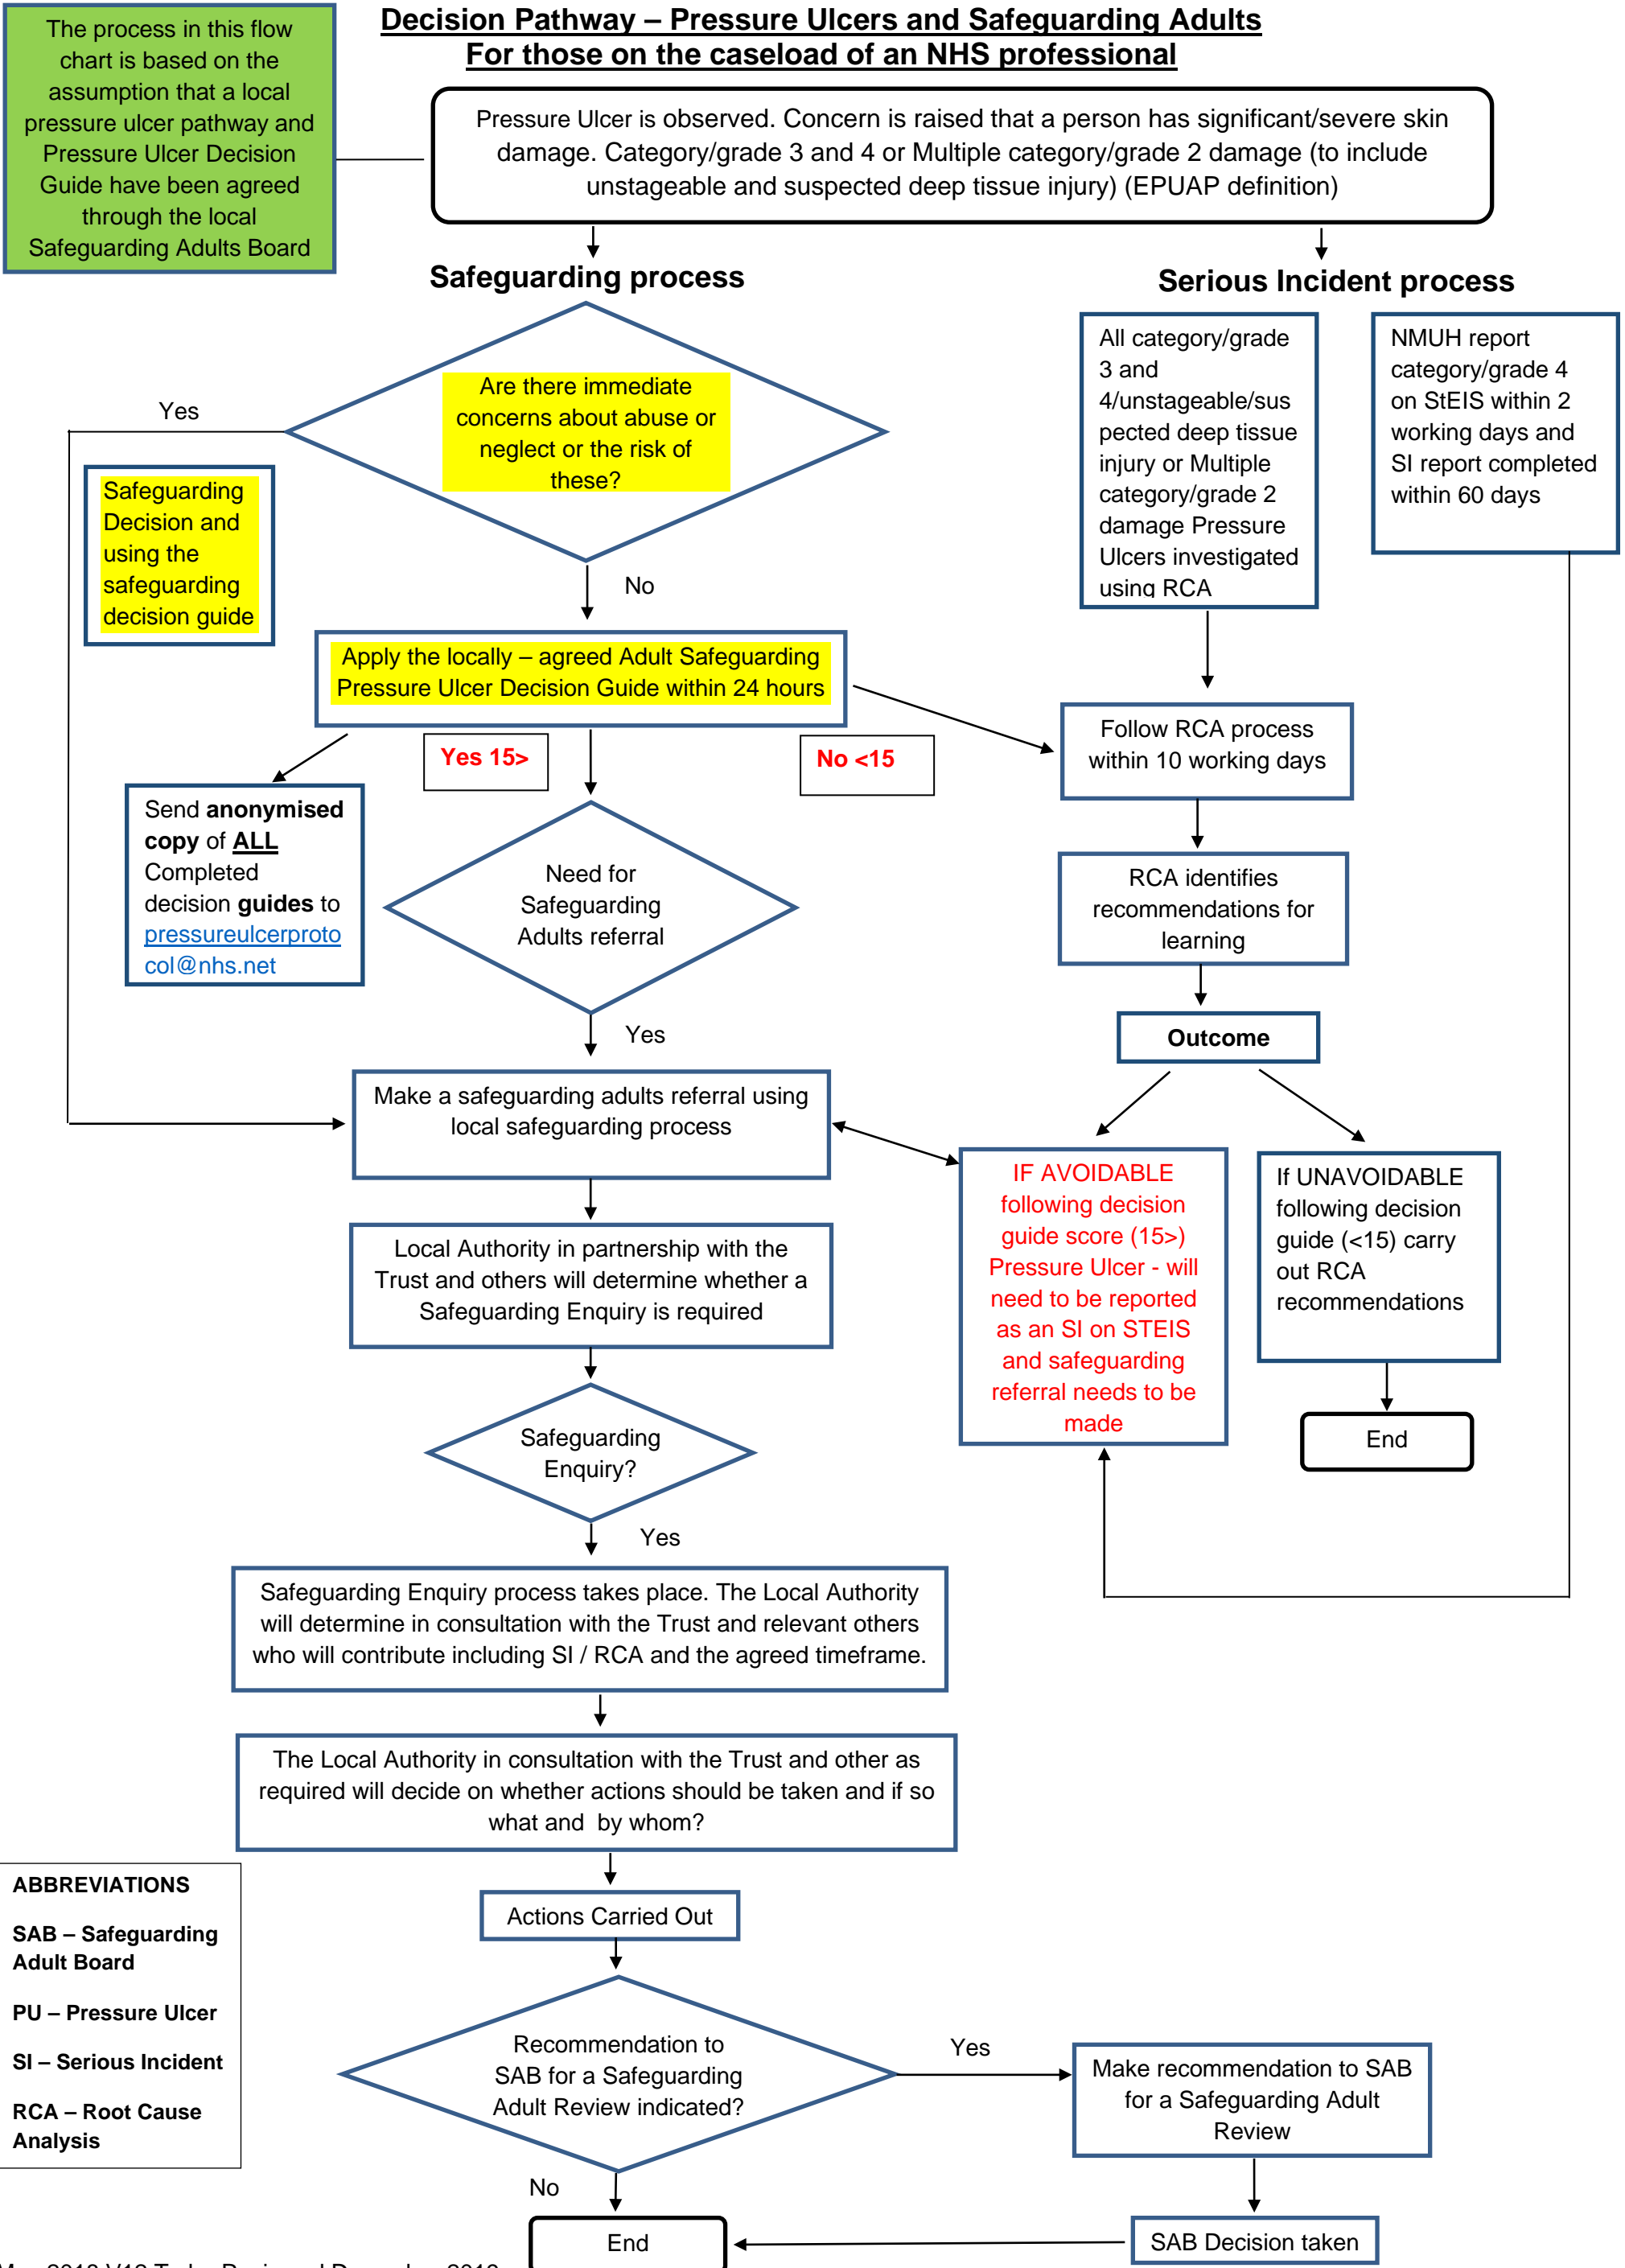 Decision Pathway – Pressure Ulcers and Safeguarding Adults
For those on the caseload of an NHS professional
The process in this flow
chart is based on the
assumption that a local
pressure ulcer pathway and
Pressure Ulcer Decision
Guide have been agreed
through the local
Safeguarding Adults Board
Pressure Ulcer is observed. Concern is raised that a person has significant/severe skin
damage. Category/grade 3 and 4 or Multiple category/grade 2 damage (to include
unstageable and suspected deep tissue injury) (EPUAP definition)
Safeguarding process
Serious Incident process
Are there immediate
concerns about abuse or
neglect or the risk of
these?
Yes
Safeguarding
Decision and
using the
safeguarding
decision guide
No
All category/grade
3 and
4/unstageable/sus
pected deep tissue
injury or Multiple
category/grade 2
damage Pressure
Ulcers investigated
using RCA
NMUH report
category/grade 4
on StEIS within 2
working days and
SI report completed
within 60 days
Apply the locally – agreed Adult Safeguarding
Pressure Ulcer Decision Guide within 24 hours
Yes 15>
No <15
Follow RCA process
within 10 working days
Send anonymised
copy of ALL
Completed
decision guides to
pressureulcerproto
col@nhs.net
Need for
Safeguarding
Adults referral
RCA identifies
recommendations for
learning
Outcome
Yes
Make a safeguarding adults referral using
local safeguarding process
IF AVOIDABLE
following decision
guide score (15>)
Pressure Ulcer - will
need to be reported
as an SI on STEIS
and safeguarding
referral needs to be
made
If UNAVOIDABLE
following decision
guide (<15) carry
out RCA
recommendations
End
Local Authority in partnership with the
Trust and others will determine whether a
Safeguarding Enquiry is required
Safeguarding
Enquiry?
Yes
Safeguarding Enquiry process takes place. The Local Authority
will determine in consultation with the Trust and relevant others
who will contribute including SI / RCA and the agreed timeframe.
The Local Authority in consultation with the Trust and other as
required will decide on whether actions should be taken and if so
what and by whom?
Actions Carried Out
ABBREVIATIONS
SAB – Safeguarding
Adult Board
PU – Pressure Ulcer
SI – Serious Incident
RCA – Root Cause
Analysis
Recommendation to
SAB for a Safeguarding
Adult Review indicated?
Yes
Make recommendation to SAB
for a Safeguarding Adult
Review
No
End
SAB Decision taken